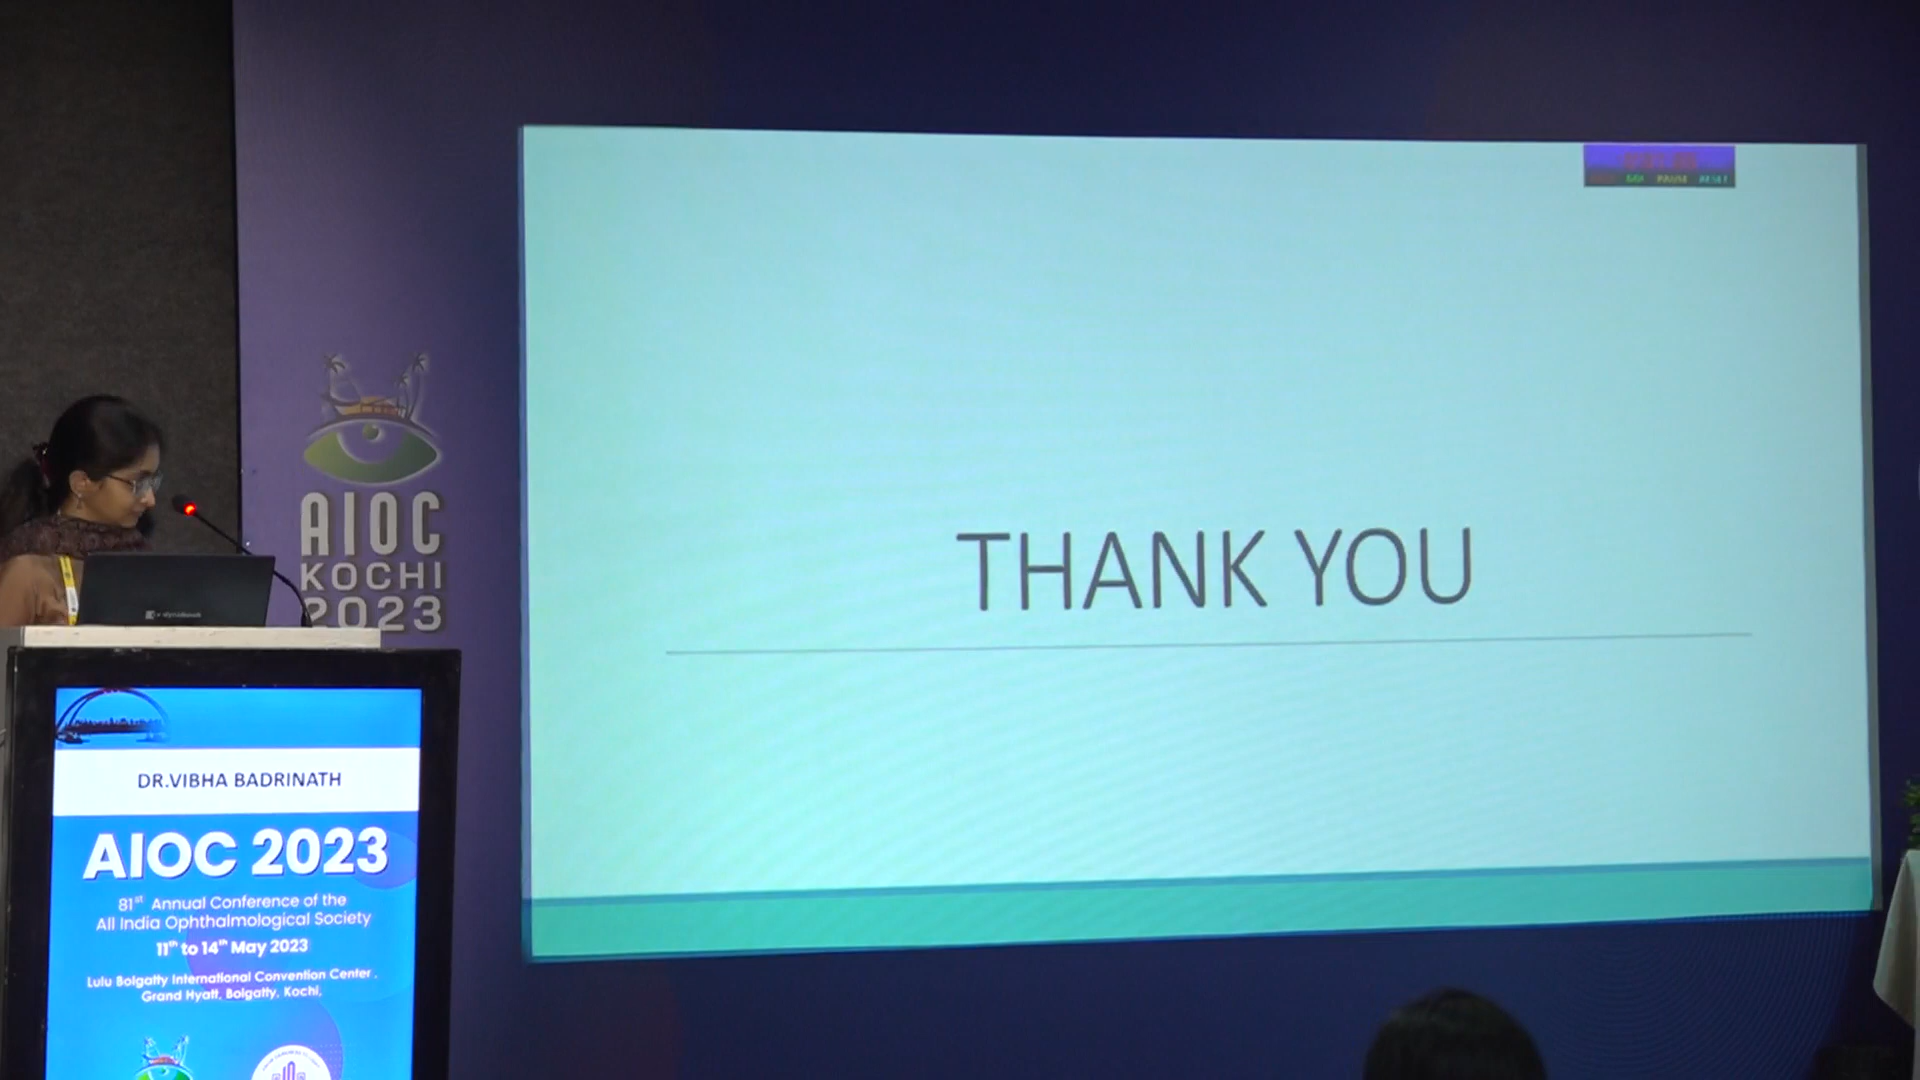 THANK YOU
AIOC
KOCHI
2023
DR.VIBHA BADRINATH
AIOC 2023
81st Annual Conference of the
All India Ophthalmological Society
11th to 14th May 2023
Lulu Bolgatty International Convention Center .
Grand Hyatt, Bolgatty, Kochi,